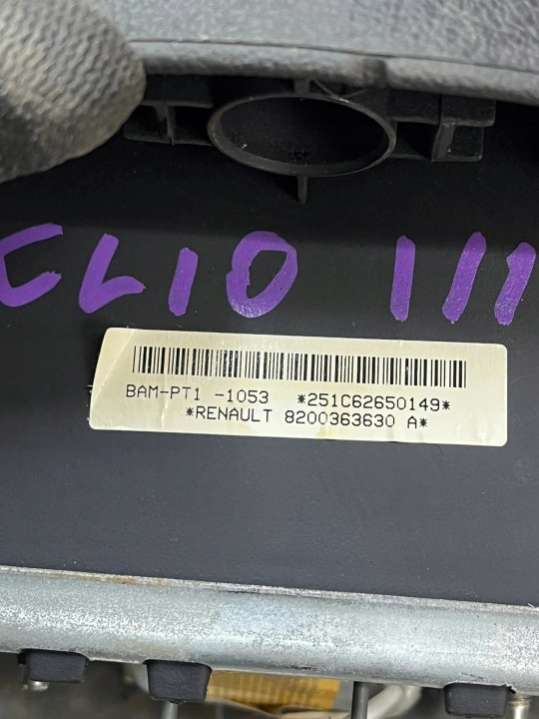 CLIO III
BAM-PT1 -1053 *251C62650149*
*RENAULT 8200363630 A*